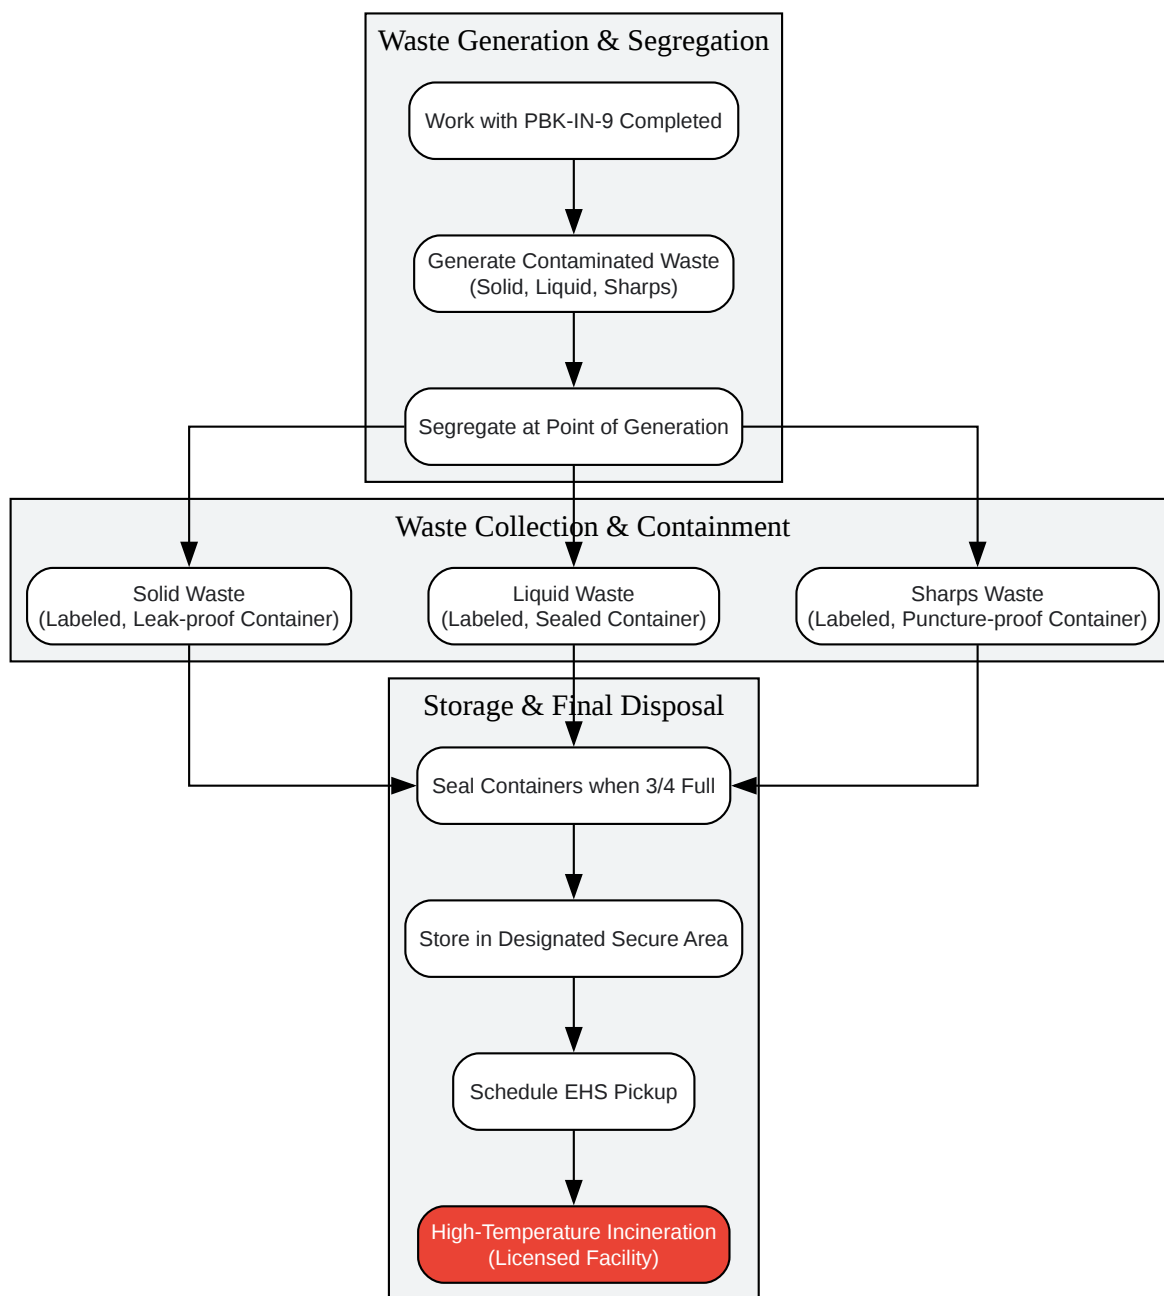 Waste Generation & Segregation
Work with PBK-IN-9 Completed
Generate Contaminated Waste
(Solid, Liquid, Sharps)
Segregate at Point of Generation
Waste Collection & Containment
Solid Waste
(Labeled, Leak-proof Container)
Liquid Waste
(Labeled, Sealed Container)
Sharps Waste
(Labeled, Puncture-proof Container)
Storage & Final Disposal
Seal Containers when 3/4 Full
Store in Designated Secure Area
Schedule EHS Pickup
High-Temperature Incineration
(Licensed Facility)